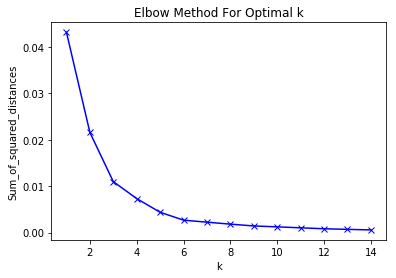 Elbow Method For Optimal k
0.04
0.03
0.02
0.01
0.00
Sum_of_squared_distances
2 4 6 8 10 12 14
k